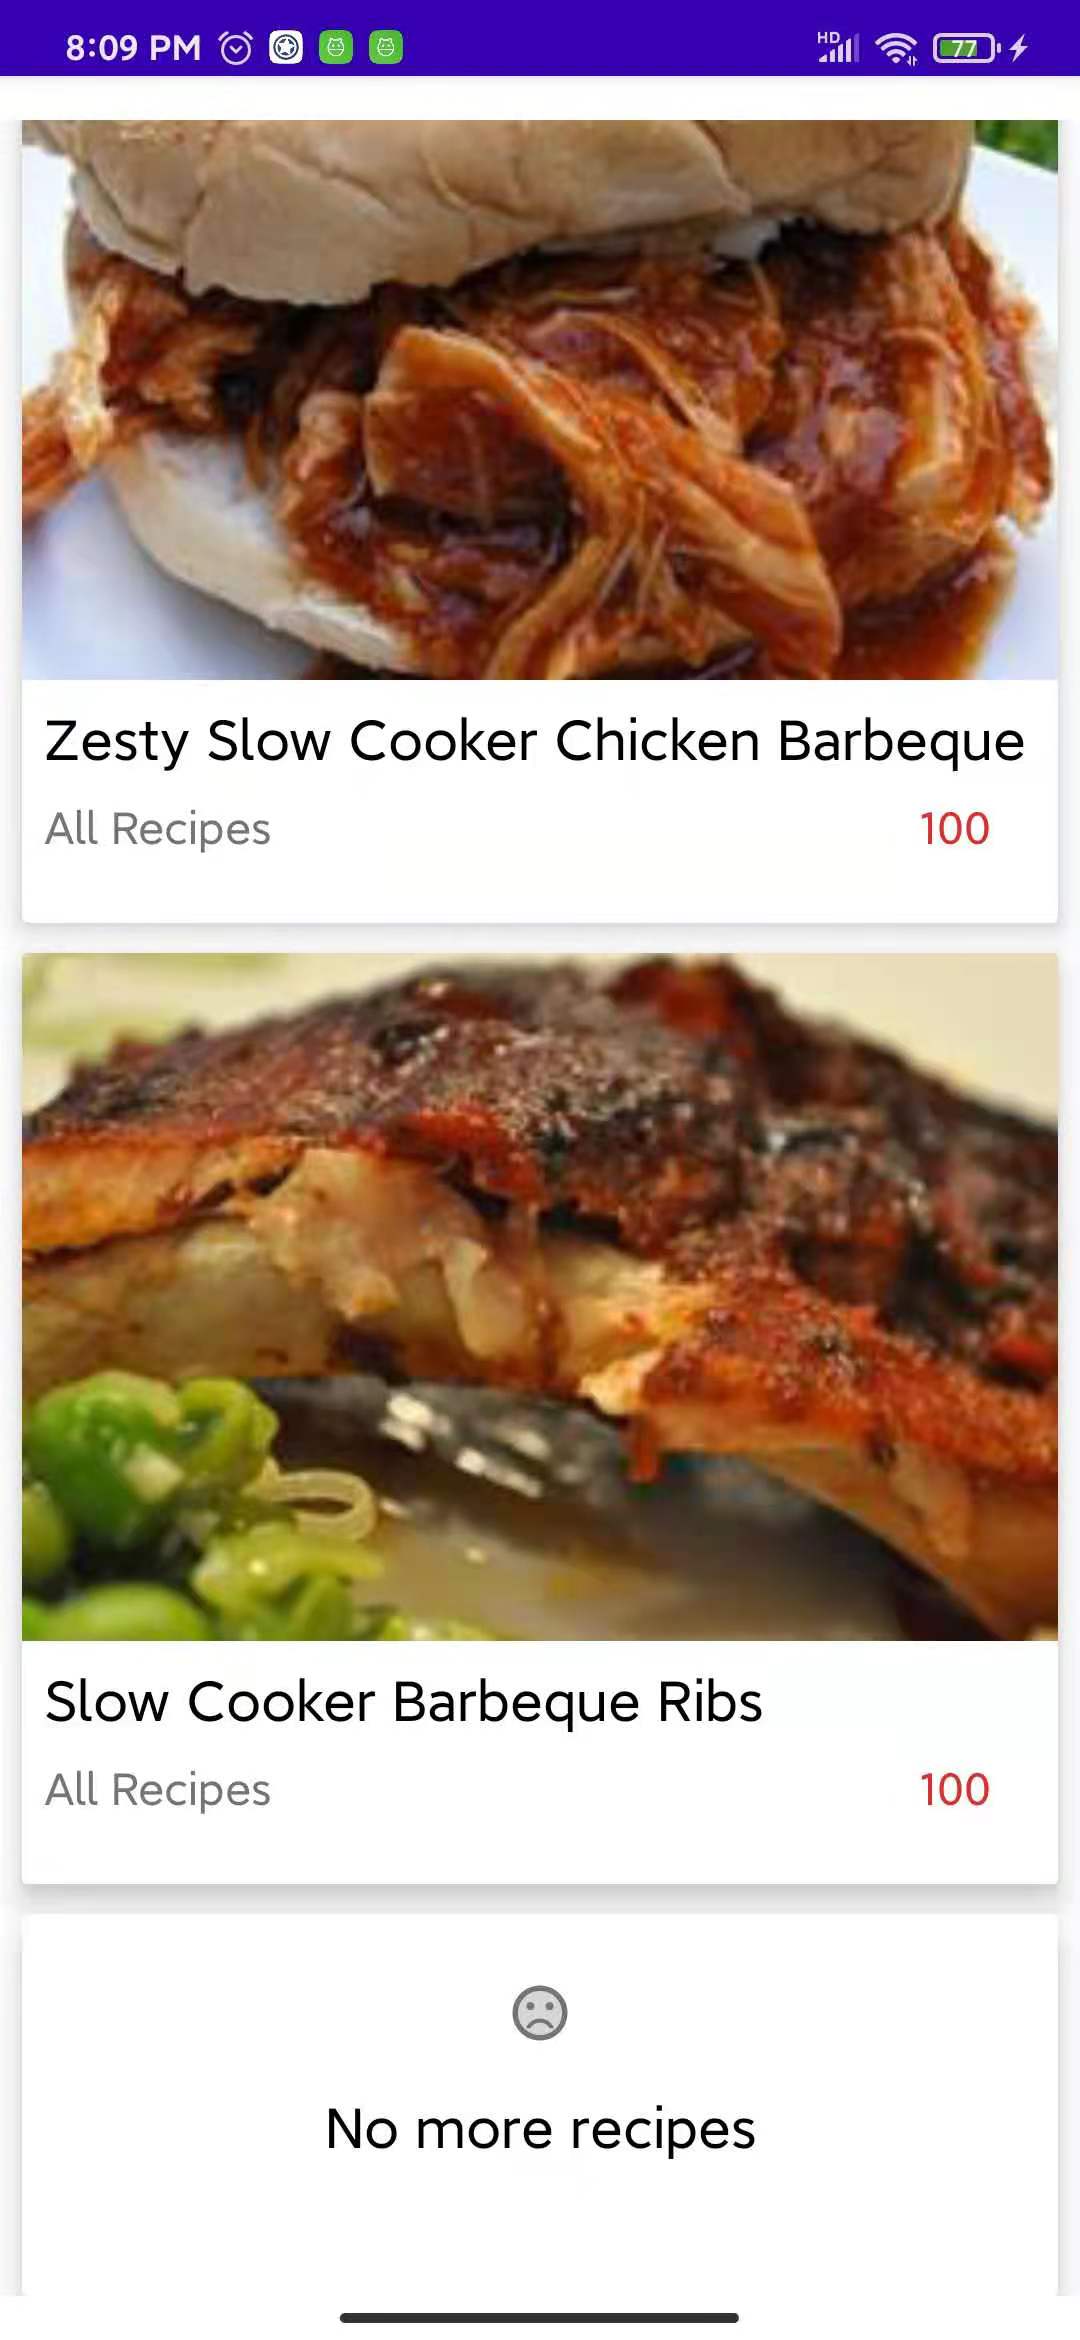 8:09 PM
HD
77
Zesty Slow Cooker Chicken Barbeque
All Recipes
100
Slow Cooker Barbeque Ribs
All Recipes
100
No more recipes